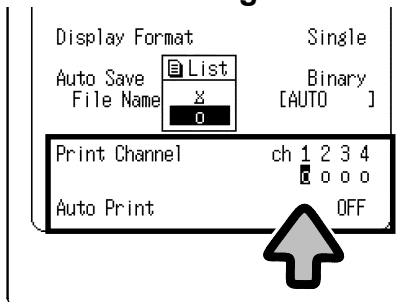 Display Format Single
List
Auto Save Binary
File Name [AUTO ]
X
O
Print Channel ch 1 2 3 4
O O O O
Auto Print OFF